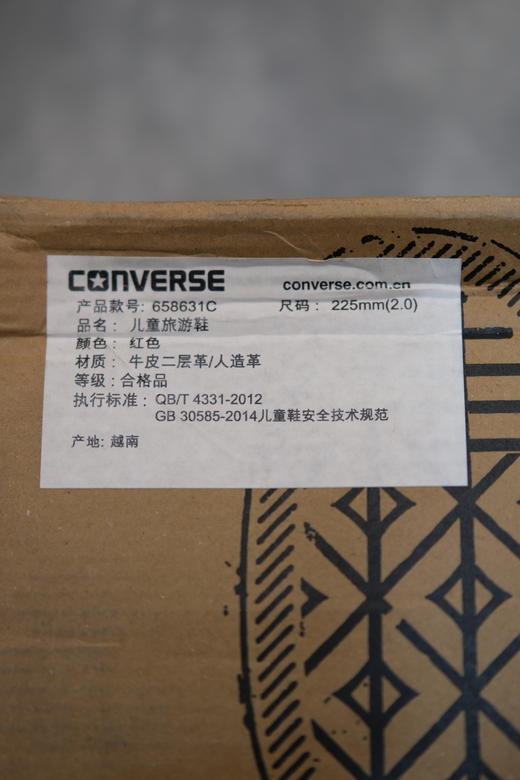 CONVERSE converse.com.cn
产品款号: 658631C 尺码： 225mm(2.0)
品名： 儿童旅游鞋
颜色： 红色
材质： 牛皮二层革/人造革
等级：合格品
执行标准： QB/T 4331-2012
GB 30585-2014儿童鞋安全技术规范
产地: 越南